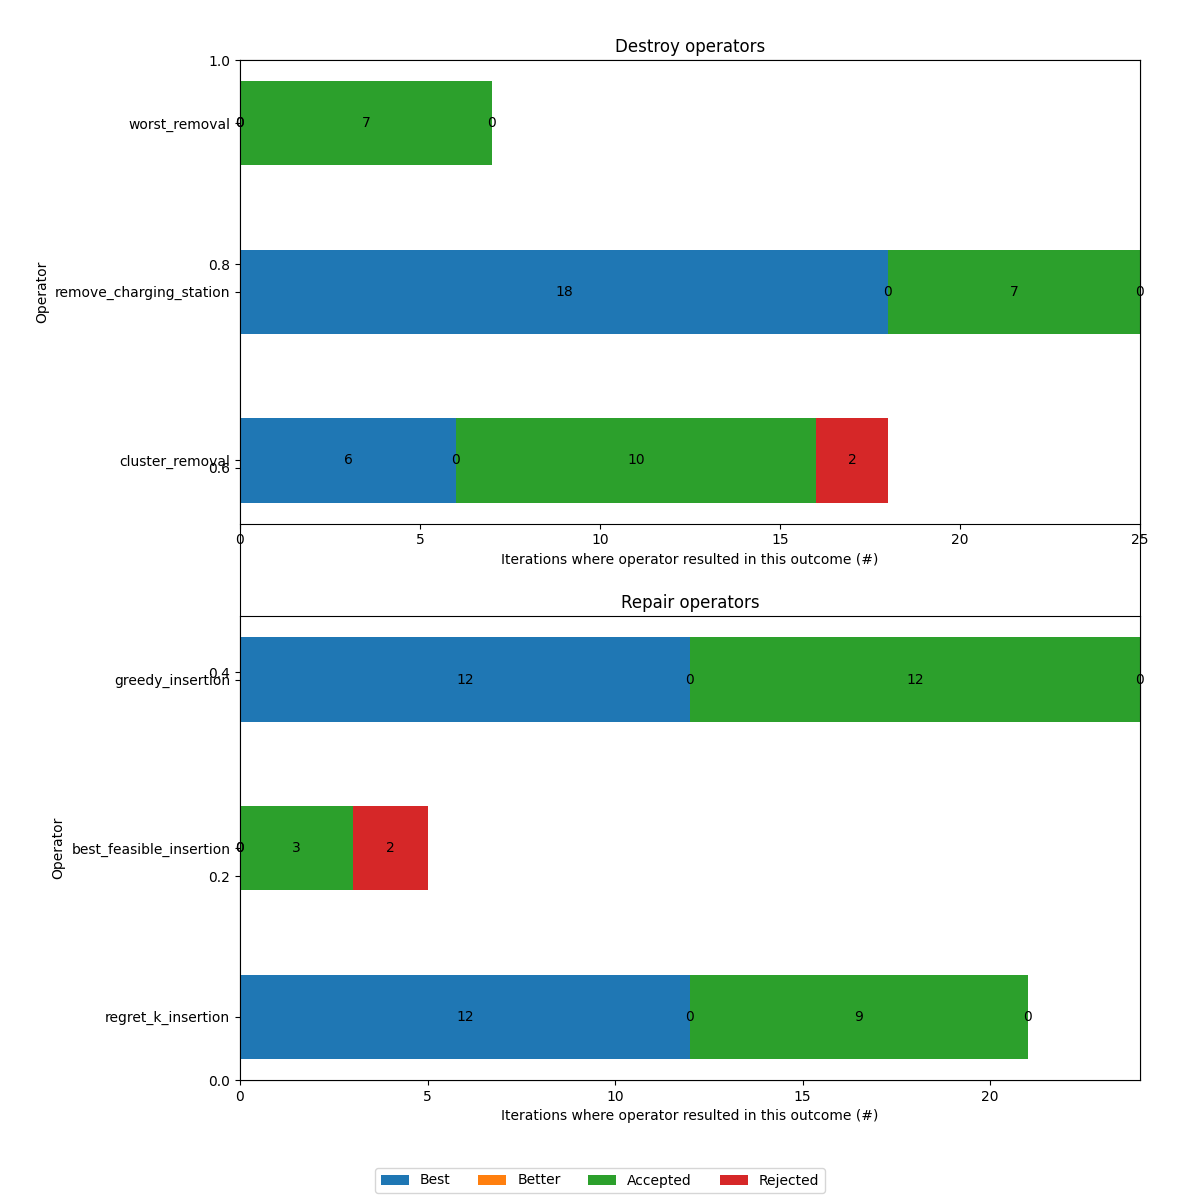 Destroy operators
1.0
worst_removal 0 7 0
0.8
Operator
remove_charging_station 18 0 7 0
cluster_removal 6 0 10 2
0.6
0 5 10 15 20 25
Iterations where operator resulted in this outcome (#)
Repair operators
0.4
greedy_insertion 12 0 12 0
Operator
best_feasible_insertion 0 3 2
0.2
regret_k_insertion 12 0 9 0
0.0
0 5 10 15 20
Iterations where operator resulted in this outcome (#)
Best Better Accepted Rejected